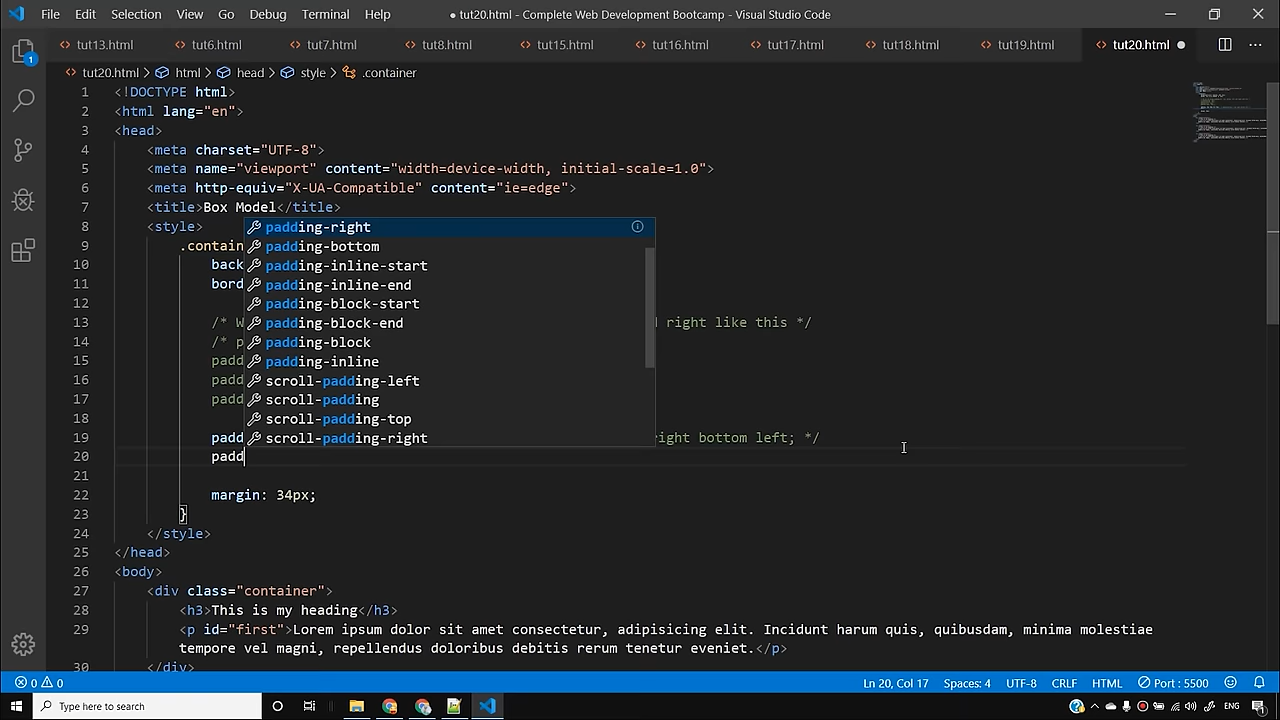 File Edit Selection View Go Debug Terminal Help ● tut20.html - Complete Web Development Bootcamp - Visual Studio Code
tut13.html tut6.html tut7.html tut8.html tut15.html tut16.html tut17.html tut18.html tut19.html tut20.html ●
tut20.html > html > head > style > .container
1 <!DOCTYPE html>
2 <html lang="en">
3 <head>
4 <meta charset="UTF-8">
5 <meta name="viewport" content="width=device-width, initial-scale=1.0">
6 <meta http-equiv="X-UA-Compatible" content="ie=edge">
7 <title>Box Model</title>
8 <style>
padding-right
9 .contain
padding-bottom
10 back
padding-inline-start
11 bord
padding-inline-end
12
padding-block-start
13 /* W right like this */
padding-block-end
14 /* p
padding-block
15 padd
padding-inline
16 padd
scroll-padding-left
17 padd
scroll-padding
18
scroll-padding-top
19 padd right bottom left; */
scroll-padding-right
20 padd
21
22 margin: 34px;
23 }
24 </style>
25 </head>
26 <body>
27 <div class="container">
28 <h3>This is my heading</h3>
29 <p id="first">Lorem ipsum dolor sit amet consectetur, adipisicing elit. Incidunt harum quis, quibusdam, minima molestiae
tempore vel magni, repellendus doloribus debitis rerum tenetur eveniet.</p>
30 </div>
1
0 0 Ln 20, Col 17 Spaces: 4 UTF-8 CRLF HTML Port : 5500
Type here to search ENG